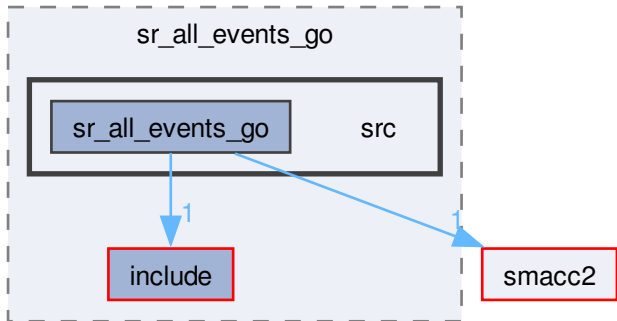 sr_all_events_go
sr_all_events_go
src
1
1
include
smacc2